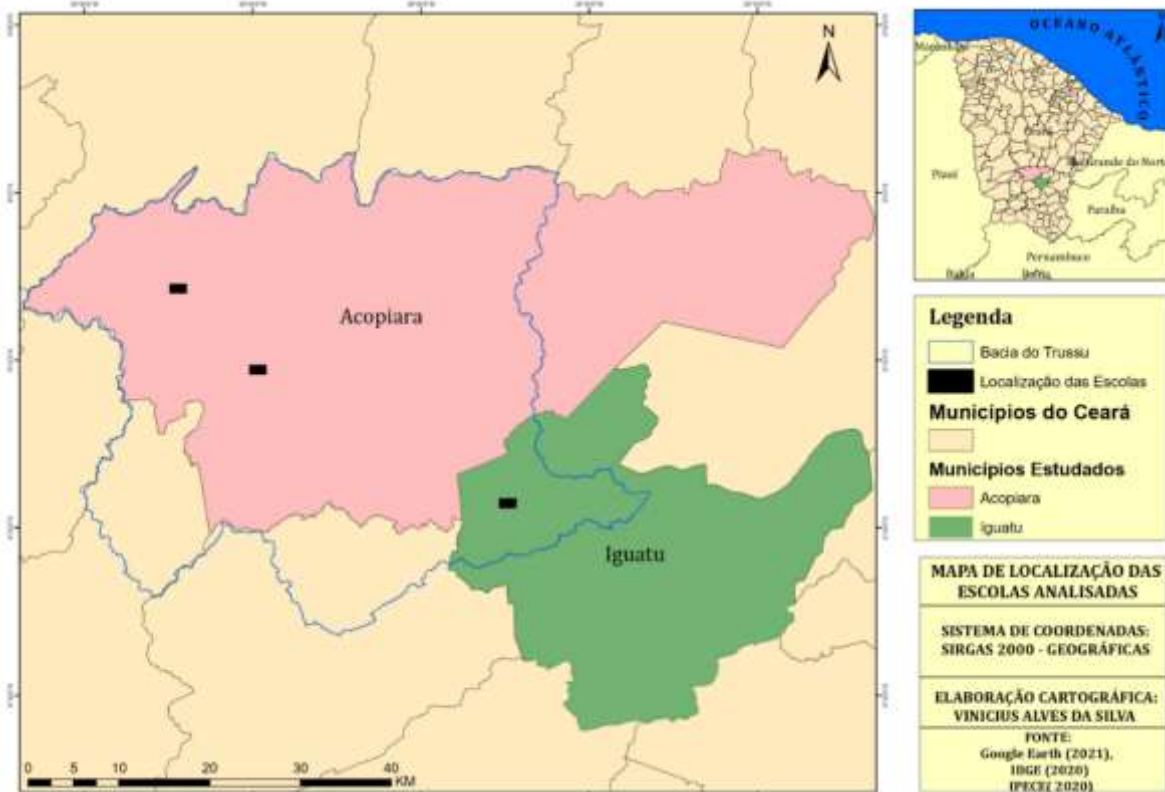 N
Acopiara
Iguatu
0 5 10 20 30 40
KM
OCEANO ATLÂNTICO
Ceará
Piauí
Paraíba
Pernambuco
Bahia
Legenda
Bacia do Trussu
Localização das Escolas
Municípios do Ceará
Municípios Estudados
Acopiara
Iguatu
MAPA DE LOCALIZAÇÃO DAS
ESCOLAS ANALISADAS
SISTEMA DE COORDENADAS:
SIRGAS 2000 - GEOGRÁFICAS
ELABORAÇÃO CARTOGRÁFICA:
VINICIUS ALVES DA SILVA
FONTE:
Google Earth (2021),
IBGE (2020)
IPECE( 2020)